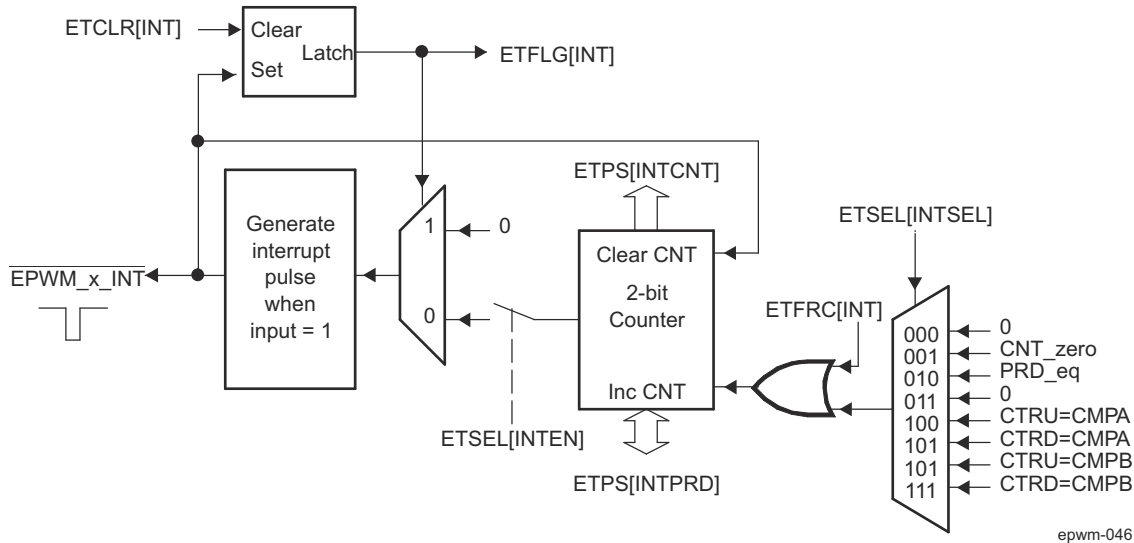 ETCLR[INT]
Clear
Latch
Set
ETFLG[INT]
ETPS[INTCNT]
ETSEL[INTSEL]
Generate
interrupt
pulse
when
input = 1
EPWM_x_INT
1
0
0
Clear CNT
2-bit
Counter
Inc CNT
ETFRC[INT]
ETSEL[INTEN]
ETPS[INTPRD]
000 0
001 CNT_zero
010 PRD_eq
011 0
100 CTRU=CMPA
101 CTRD=CMPA
101 CTRU=CMPB
111 CTRD=CMPB
epwm-046